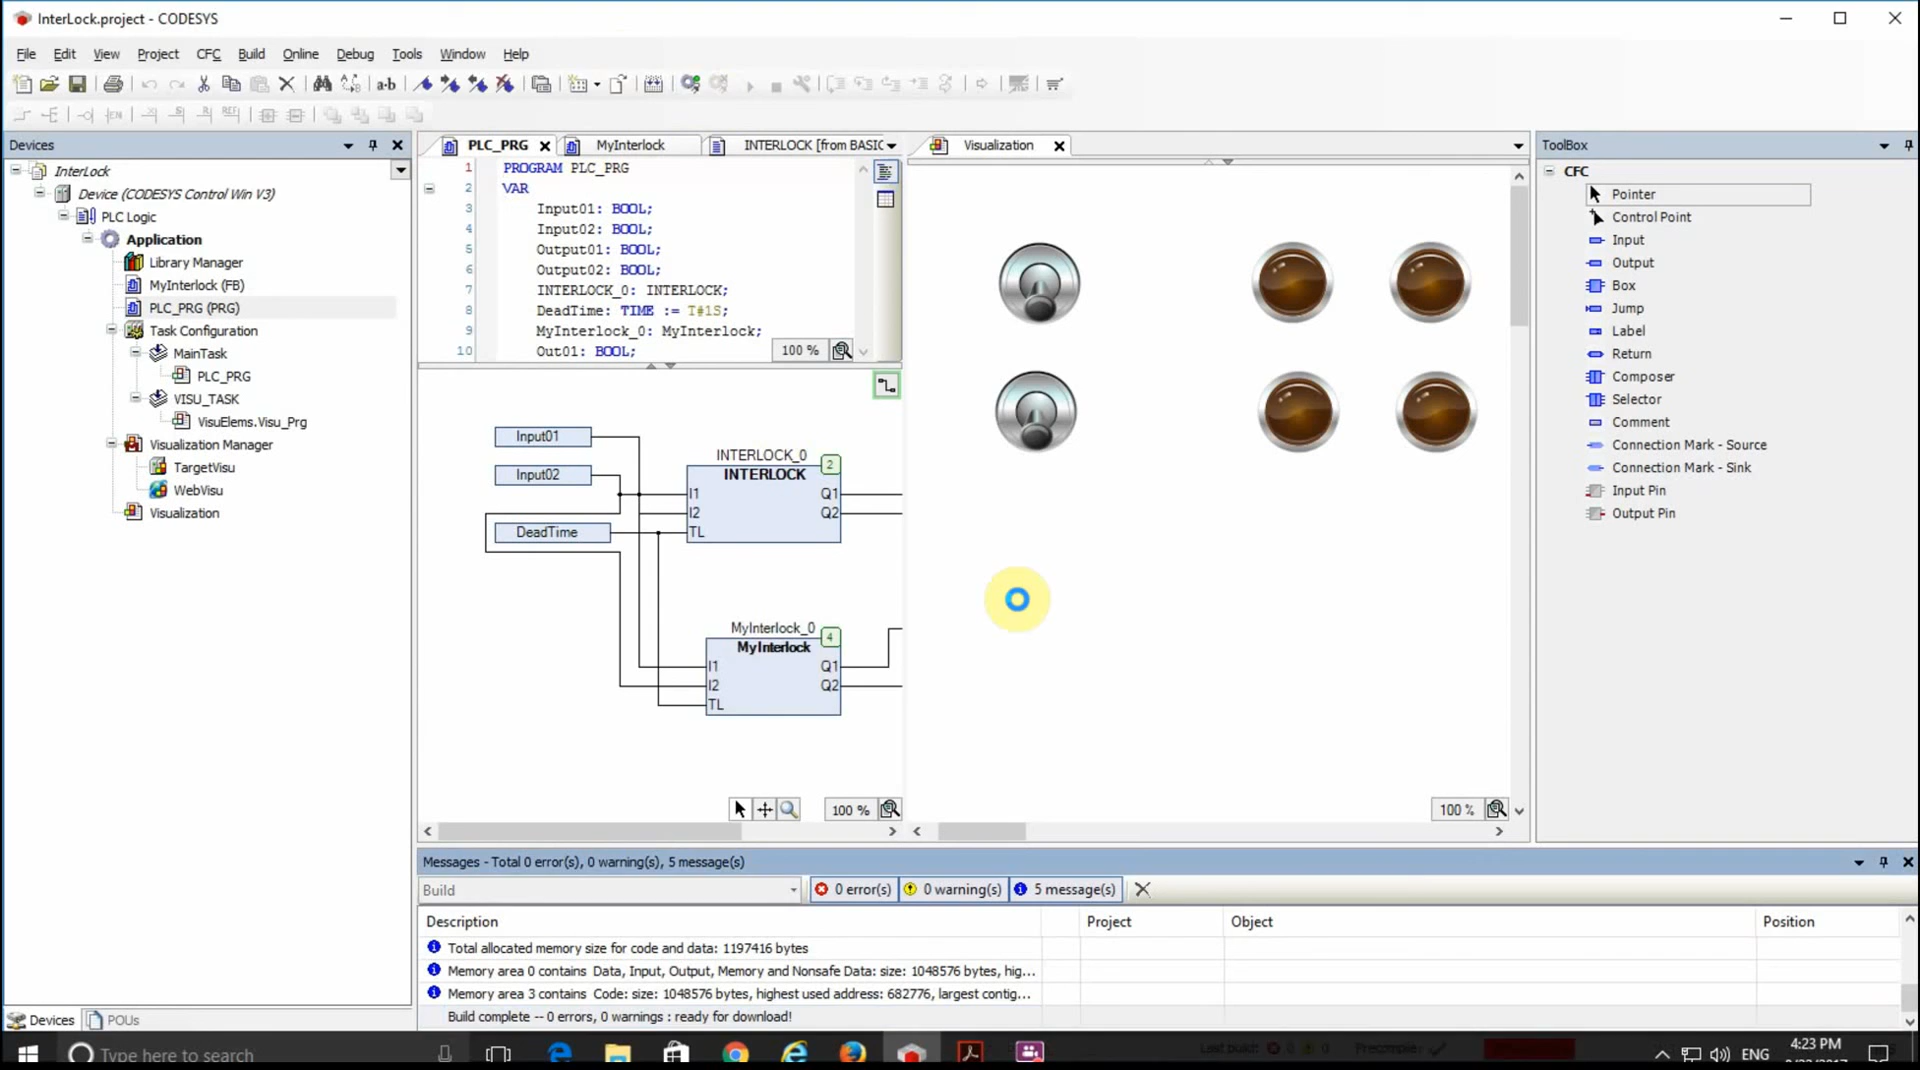 InterLock.project - CODESYS
File Edit View Project CFC Build Online Debug Tools Window Help
Devices
InterLock
Device (CODESYS Control Win V3)
PLC Logic
Application
Library Manager
MyInterlock (FB)
PLC_PRG (PRG)
Task Configuration
MainTask
PLC_PRG
VISU_TASK
VisuElems.Visu_Prg
Visualization Manager
TargetVisu
WebVisu
Visualization
Devices POUs
PLC_PRG MyInterlock INTERLOCK [from BASIC
1 PROGRAM PLC_PRG
2 VAR
3 Input01: BOOL;
4 Input02: BOOL;
5 Output01: BOOL;
6 Output02: BOOL;
7 INTERLOCK_0: INTERLOCK;
8 DeadTime: TIME := T#1S;
9 MyInterlock_0: MyInterlock;
10 Out01: BOOL;
100 %
Input01
Input02
DeadTime
INTERLOCK_0
2
INTERLOCK
I1 Q1
I2 Q2
TL
MyInterlock_0
4
MyInterlock
I1 Q1
I2 Q2
TL
100 %
Visualization
100 %
ToolBox
CFC
Pointer
Control Point
Input
Output
Box
Jump
Label
Return
Composer
Selector
Comment
Connection Mark - Source
Connection Mark - Sink
Input Pin
Output Pin
Messages - Total 0 error(s), 0 warning(s), 5 message(s)
Build 0 error(s) 0 warning(s) 5 message(s)
Description Project Object Position
Total allocated memory size for code and data: 1197416 bytes
Memory area 0 contains Data, Input, Output, Memory and Nonsafe Data: size: 1048576 bytes, hig...
Memory area 3 contains Code: size: 1048576 bytes, highest used address: 682776, largest contig...
Build complete -- 0 errors, 0 warnings : ready for download!
Type here to search
Last build: 0 0 Precompile:
ENG
4:23 PM